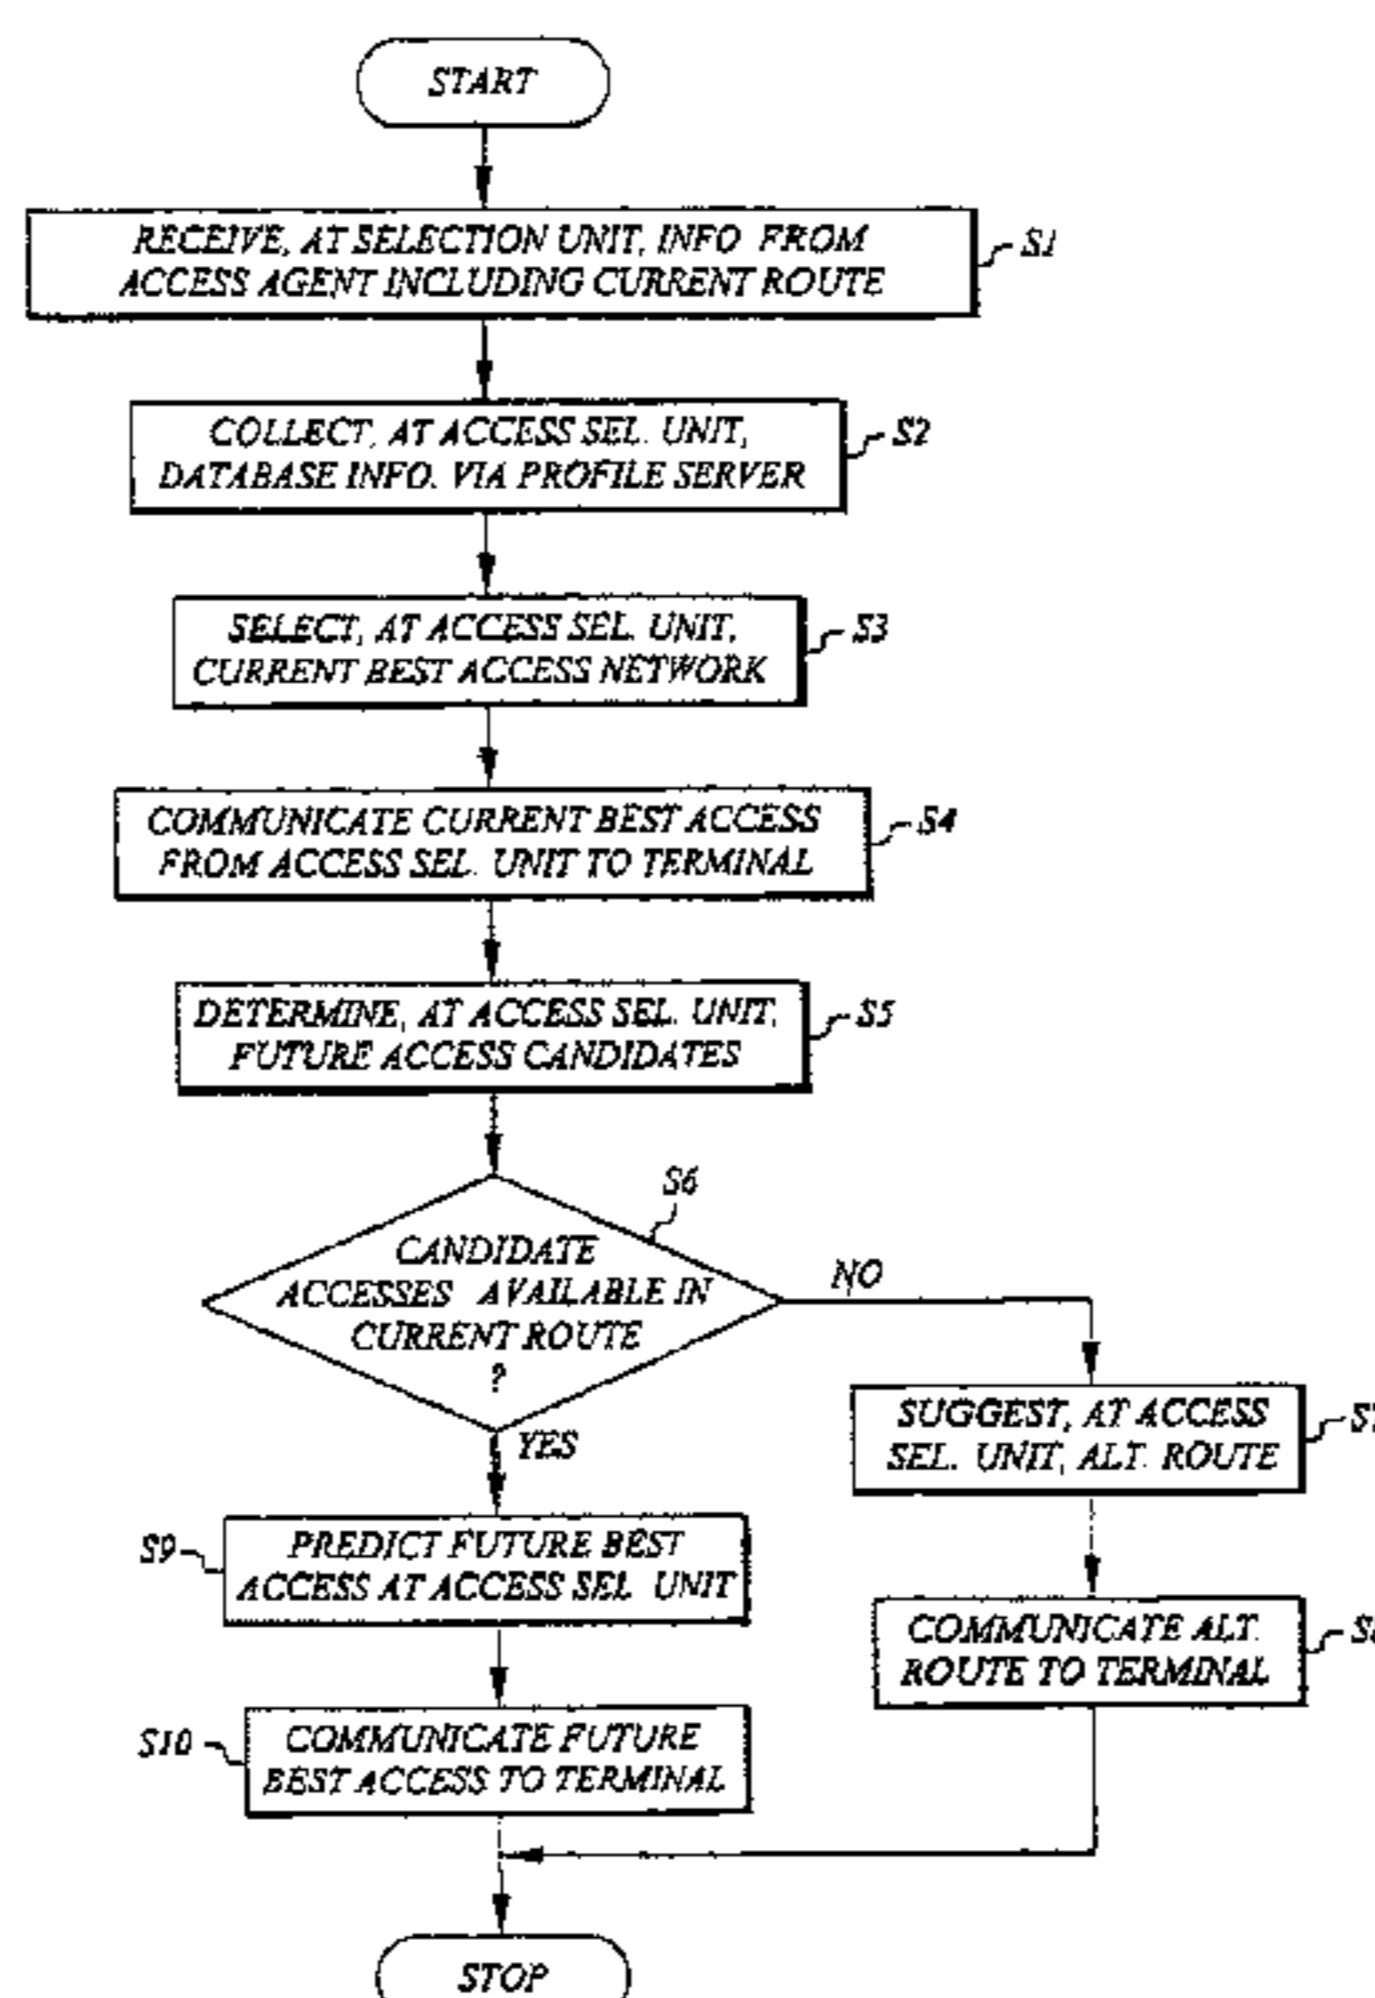 START
RECEIVE, AT SELECTION UNIT, INFO FROM
ACCESS AGENT INCLUDING CURRENT ROUTE
S1
COLLECT, AT ACCESS SEL. UNIT,
DATABASE INFO. VIA PROFILE SERVER
S2
SELECT, AT ACCESS SEL. UNIT,
CURRENT BEST ACCESS NETWORK
S3
COMMUNICATE CURRENT BEST ACCESS
FROM ACCESS SEL. UNIT TO TERMINAL
S4
DETERMINE, AT ACCESS SEL. UNIT,
FUTURE ACCESS CANDIDATES
S5
S6
CANDIDATE
ACCESSES AVAILABLE IN
CURRENT ROUTE
?
NO
YES
SUGGEST, AT ACCESS
SEL. UNIT, ALT. ROUTE
S9
PREDICT FUTURE BEST
ACCESS AT ACCESS SEL UNIT
COMMUNICATE ALT.
ROUTE TO TERMINAL
S10
COMMUNICATE FUTURE
BEST ACCESS TO TERMINAL
STOP